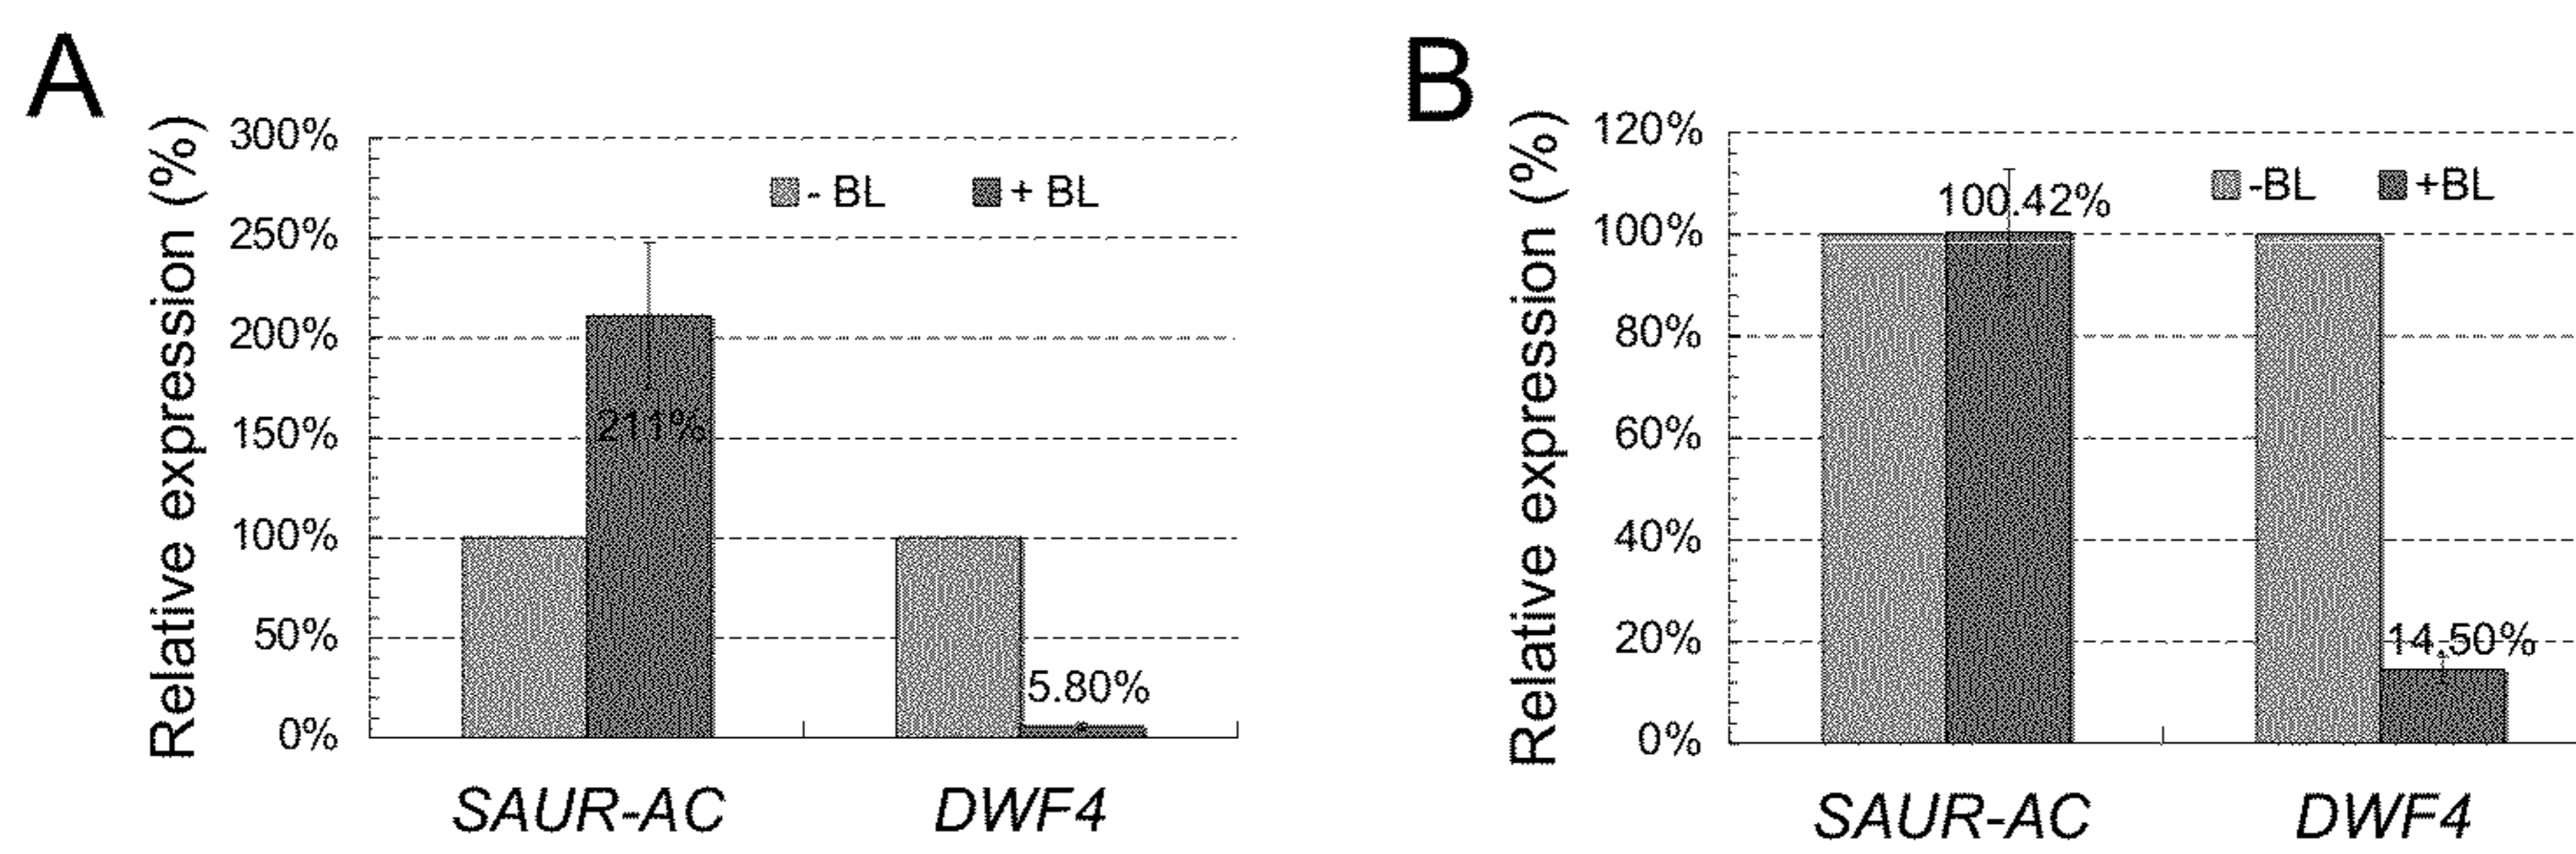 A
Relative expression (%)
300%
250%
200%
150%
100%
50%
0%
- BL + BL
211%
5.80%
SAUR-AC DWF4
B
Relative expression (%)
120%
100%
80%
60%
40%
20%
0%
-BL +BL
100.42%
14.50%
SAUR-AC DWF4